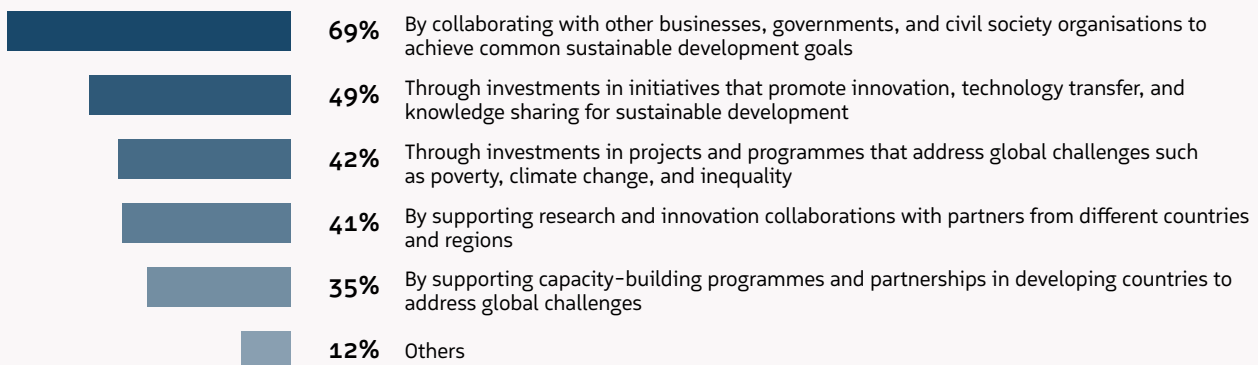 69% By collaborating with other businesses, governments, and civil society organisations to
achieve common sustainable development goals
49% Through investments in initiatives that promote innovation, technology transfer, and
knowledge sharing for sustainable development
42% Through investments in projects and programmes that address global challenges such
as poverty, climate change, and inequality
41% By supporting research and innovation collaborations with partners from different countries
and regions
35% By supporting capacity-building programmes and partnerships in developing countries to
address global challenges
12% Others